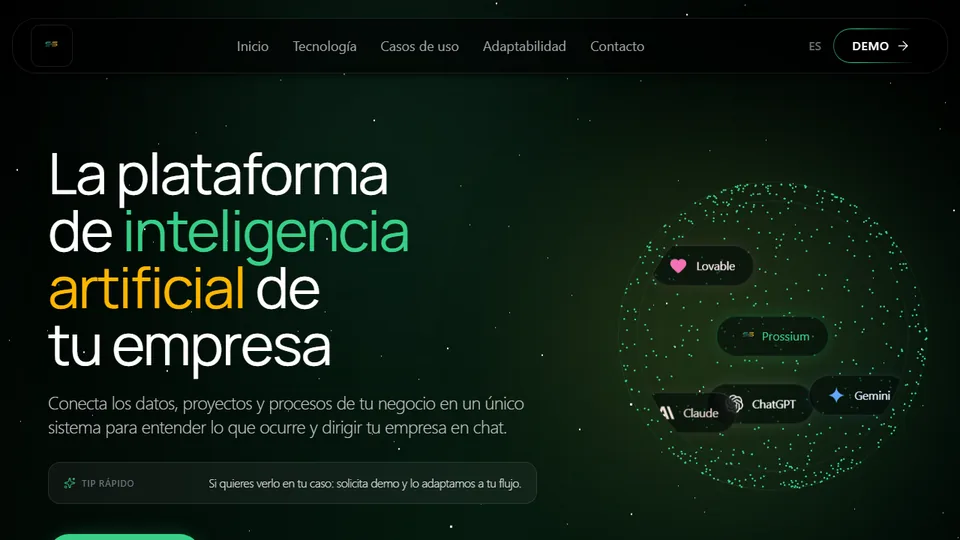 Inicio Tecnología Casos de uso Adaptabilidad Contacto ES DEMO
La plataforma
de inteligencia
artificial de
tu empresa
Conecta los datos, proyectos y procesos de tu negocio en un único
sistema para entender lo que ocurre y dirigir tu empresa en chat.
TIP RÁPIDO Si quieres verlo en tu caso: solicita demo y lo adaptamos a tu flujo.
Lovable
Prossium
Claude
ChatGPT
Gemini